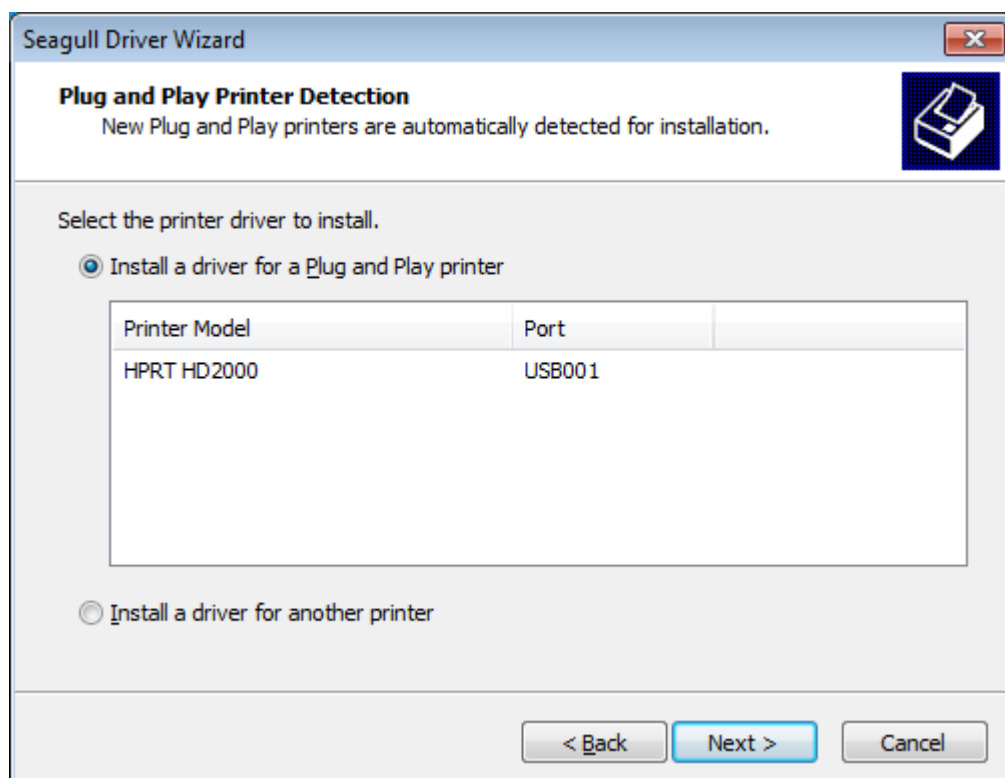 Seagull Driver Wizard
Plug and Play Printer Detection
New Plug and Play printers are automatically detected for installation.
Select the printer driver to install.
Install a driver for a Plug and Play printer
Printer Model Port
HPRT HD2000 USB001
Install a driver for another printer
< Back Next > Cancel